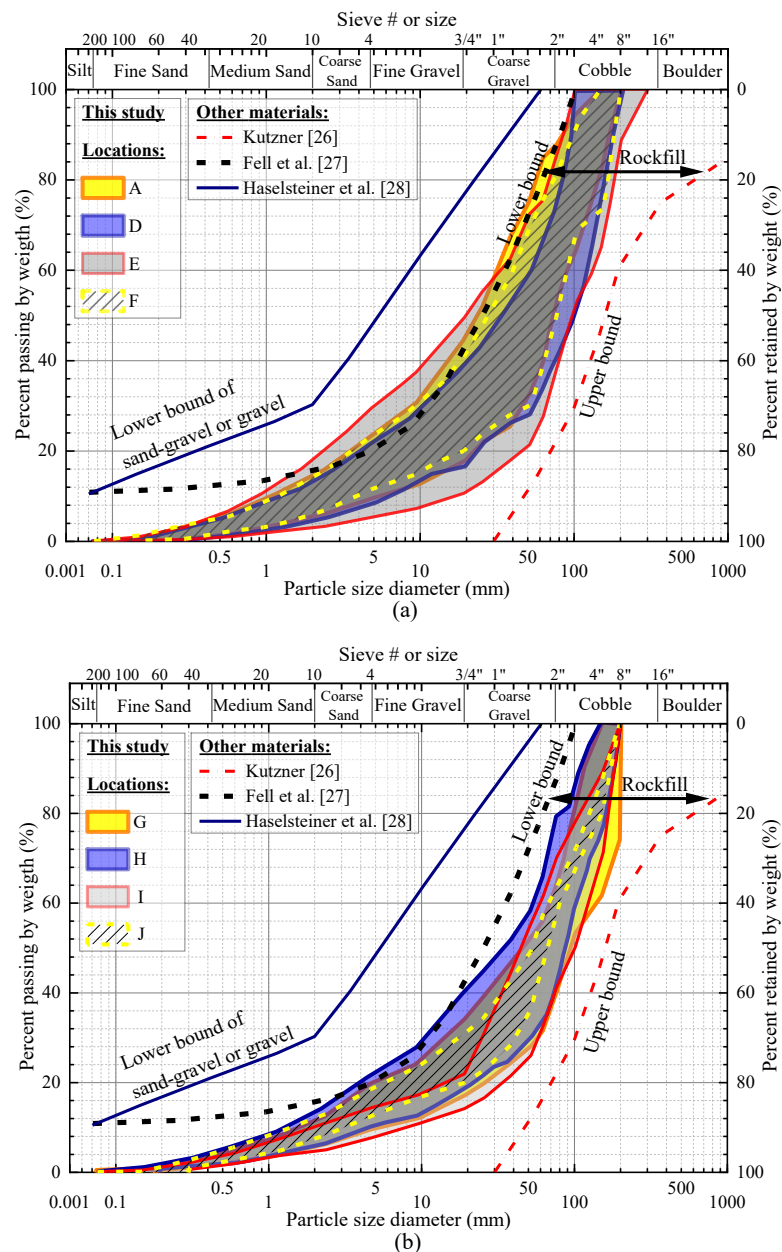 Sieve # or size
200 100 60 40 20 10 4 3/4" 1" 2" 4" 8" 16"
Silt Fine Sand Medium Sand Coarse Sand Fine Gravel Coarse Gravel Cobble Boulder
Percent passing by weigth (%)
100
80
60
40
20
0
This study
Locations:
A
D
E
F
Other materials:
Kutzner [26]
Fell et al. [27]
Haselsteiner et al. [28]
Lower bound
Rockfill
Upper bound
Lower bound of
sand-gravel or gravel
0
20
40
60
80
100
Percent retained by weight (%)
0.001 0.1 0.5 1 5 10 50 100 500 1000
Particle size diameter (mm)
(a)
Sieve # or size
200 100 60 40 20 10 4 3/4" 1" 2" 4" 8" 16"
Silt Fine Sand Medium Sand Coarse Sand Fine Gravel Coarse Gravel Cobble Boulder
Percent passing by weigth (%)
100
80
60
40
20
0
This study
Locations:
G
H
I
J
Other materials:
Kutzner [26]
Fell et al. [27]
Haselsteiner et al. [28]
Lower bound
Rockfill
Upper bound
Lower bound of
sand-gravel or gravel
0
20
40
60
80
100
Percent retained by weight (%)
0.001 0.1 0.5 1 5 10 50 100 500 1000
Particle size diameter (mm)
(b)